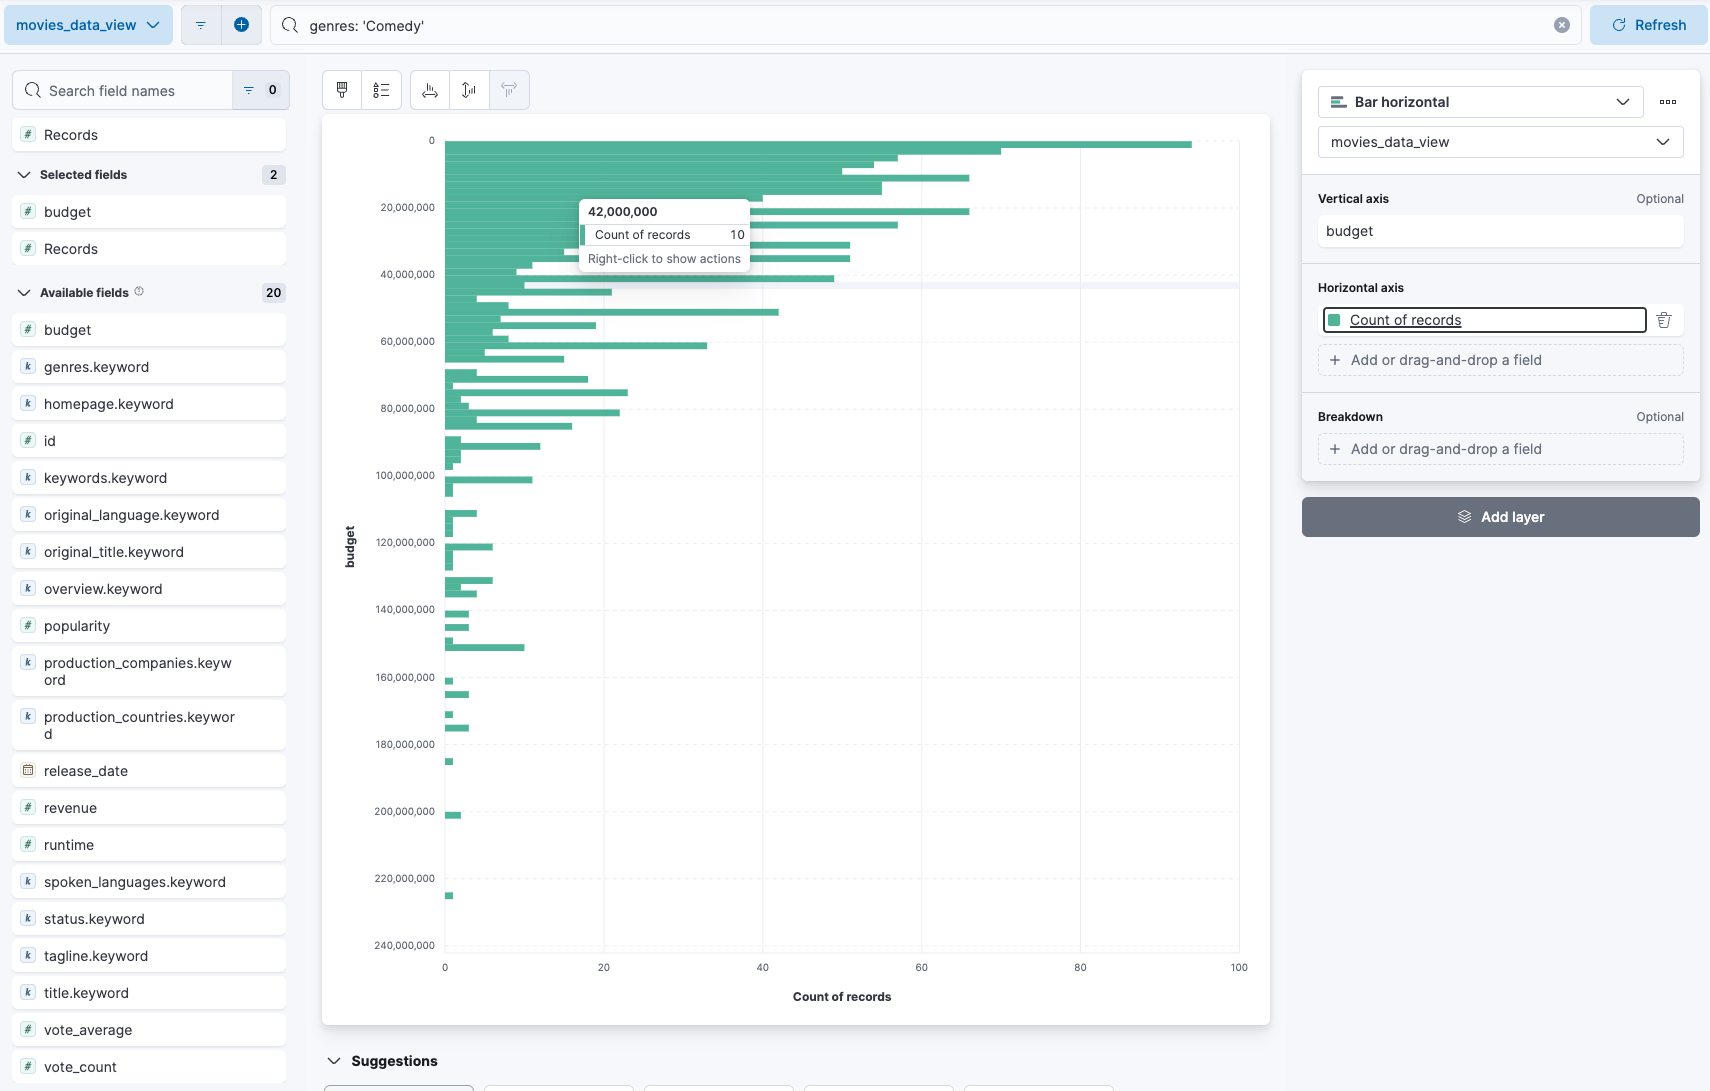 movies_data_view
genres: 'Comedy'
Refresh
Search field names
0
Records
Selected fields
2
budget
Records
Available fields
20
budget
genres.keyword
homepage.keyword
id
keywords.keyword
original_language.keyword
original_title.keyword
overview.keyword
popularity
production_companies.keyw
ord
production_countries.keywor
d
release_date
revenue
runtime
spoken_languages.keyword
status.keyword
tagline.keyword
title.keyword
vote_average
vote_count
0
20,000,000
40,000,000
60,000,000
80,000,000
100,000,000
120,000,000
140,000,000
160,000,000
180,000,000
200,000,000
220,000,000
240,000,000
budget
42,000,000
Count of records 10
Right-click to show actions
0 20 40 60 80 100
Count of records
Suggestions
Bar horizontal
movies_data_view
Vertical axis Optional
budget
Horizontal axis
Count of records
+ Add or drag-and-drop a field
Breakdown Optional
+ Add or drag-and-drop a field
Add layer